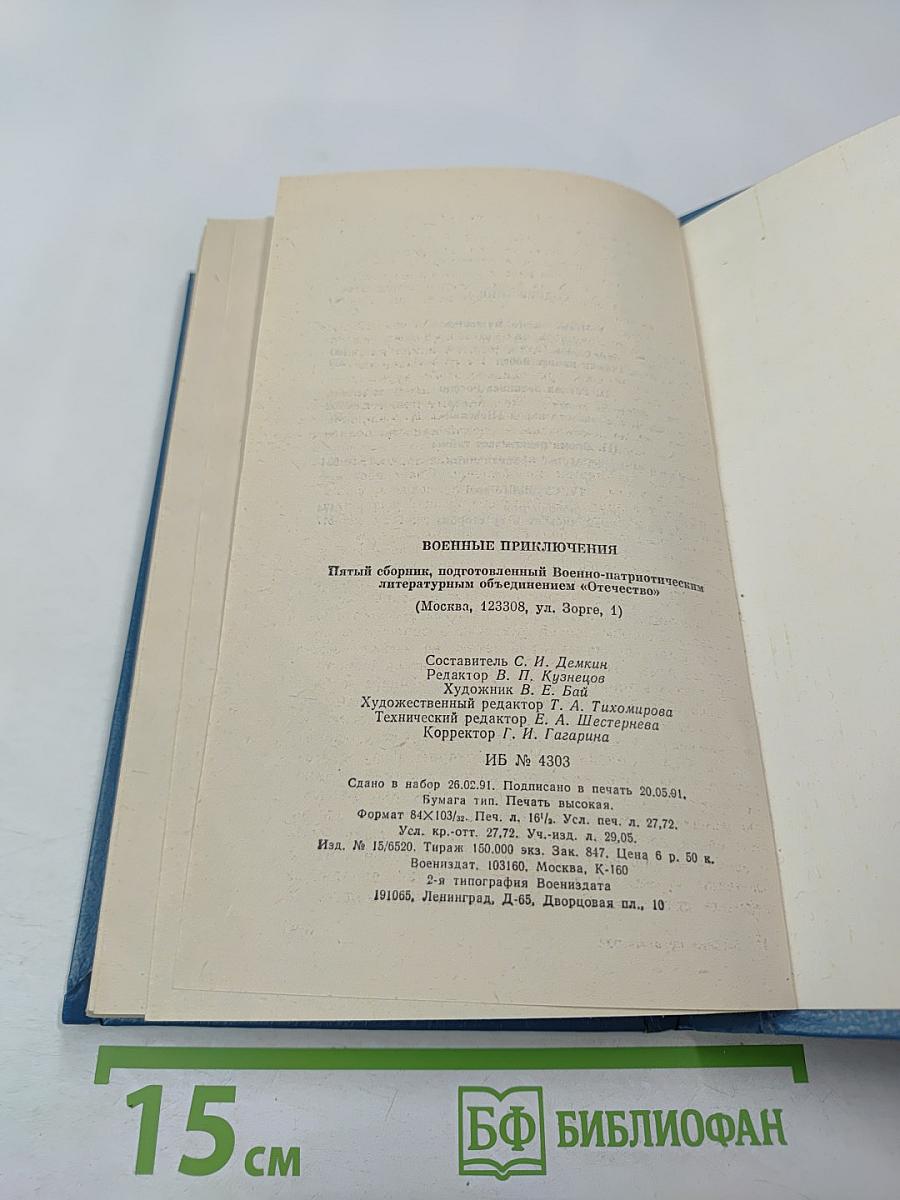 ВОЕННЫЕ ПРИКЛЮЧЕНИЯ
Пятый сборник, подготовленный Военно-патриотическим
литературным объединением «Отечество»
(Москва, 123308, ул. Зорге, 1)
Составитель С. И. Демкин
Редактор В. П. Кузнецов
Художник В. Е. Бай
Художественный редактор Т. А. Тихомирова
Технический редактор Е. А. Шестернева
Корректор Г. И. Гагарина
ИБ № 4303
Сдано в набор 26.02.91. Подписано в печать 20.05.91.
Бумага тип. Печать высокая.
Формат 84×103/32. Печ. л. 16½. Усл. печ. л. 27,72.
Усл. кр.-отт. 27,72. Уч.-изд. л. 29,05.
Изд. № 15/6520. Тираж 150.000 экз. Зак. 847. Цена 6 р. 50 к.
Воениздат, 103160, Москва, К-160
2-я типография Воениздата
191065, Ленинград, Д-65, Дворцовая пл., 10
15 см
БФ БИБЛИОФАН